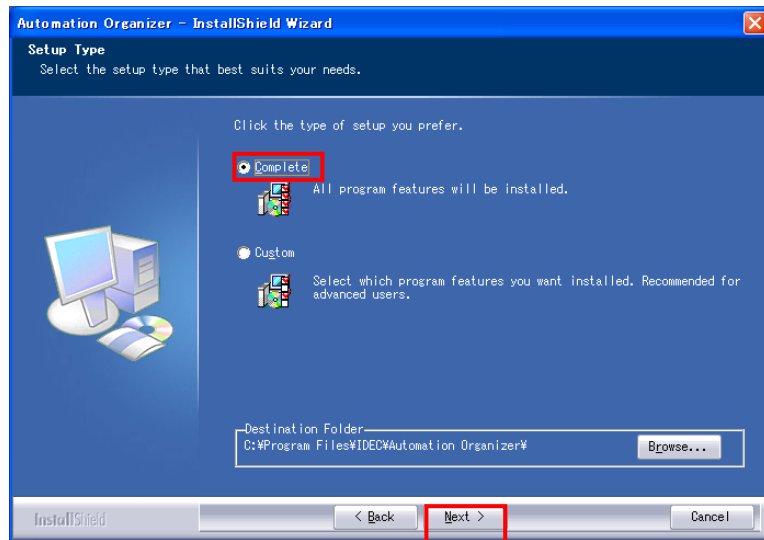 Automation Organizer - InstallShield Wizard
Setup Type
Select the setup type that best suits your needs.
Click the type of setup you prefer.
Complete
All program features will be installed.
Custom
Select which program features you want installed. Recommended for
advanced users.
Destination Folder
C:¥Program Files¥IDEC¥Automation Organizer¥
Browse...
InstallShield
< Back
Next >
Cancel